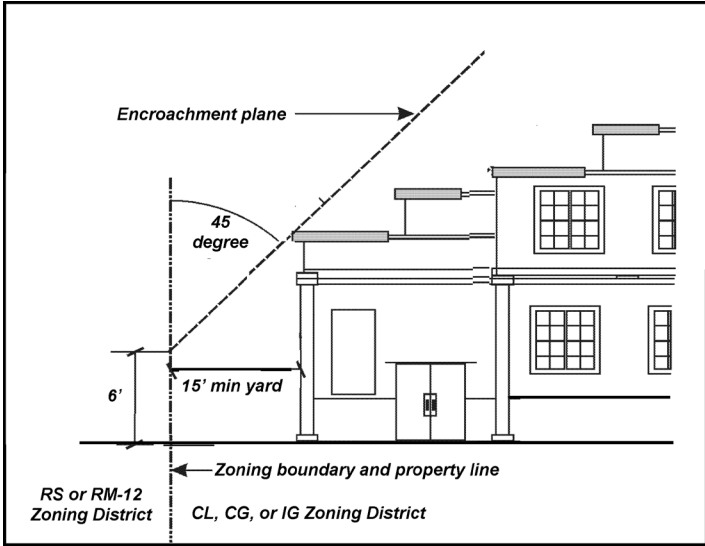 Encroachment plane
45
degree
15' min yard
6'
Zoning boundary and property line
RS or RM-12
Zoning District
CL, CG, or IG Zoning District